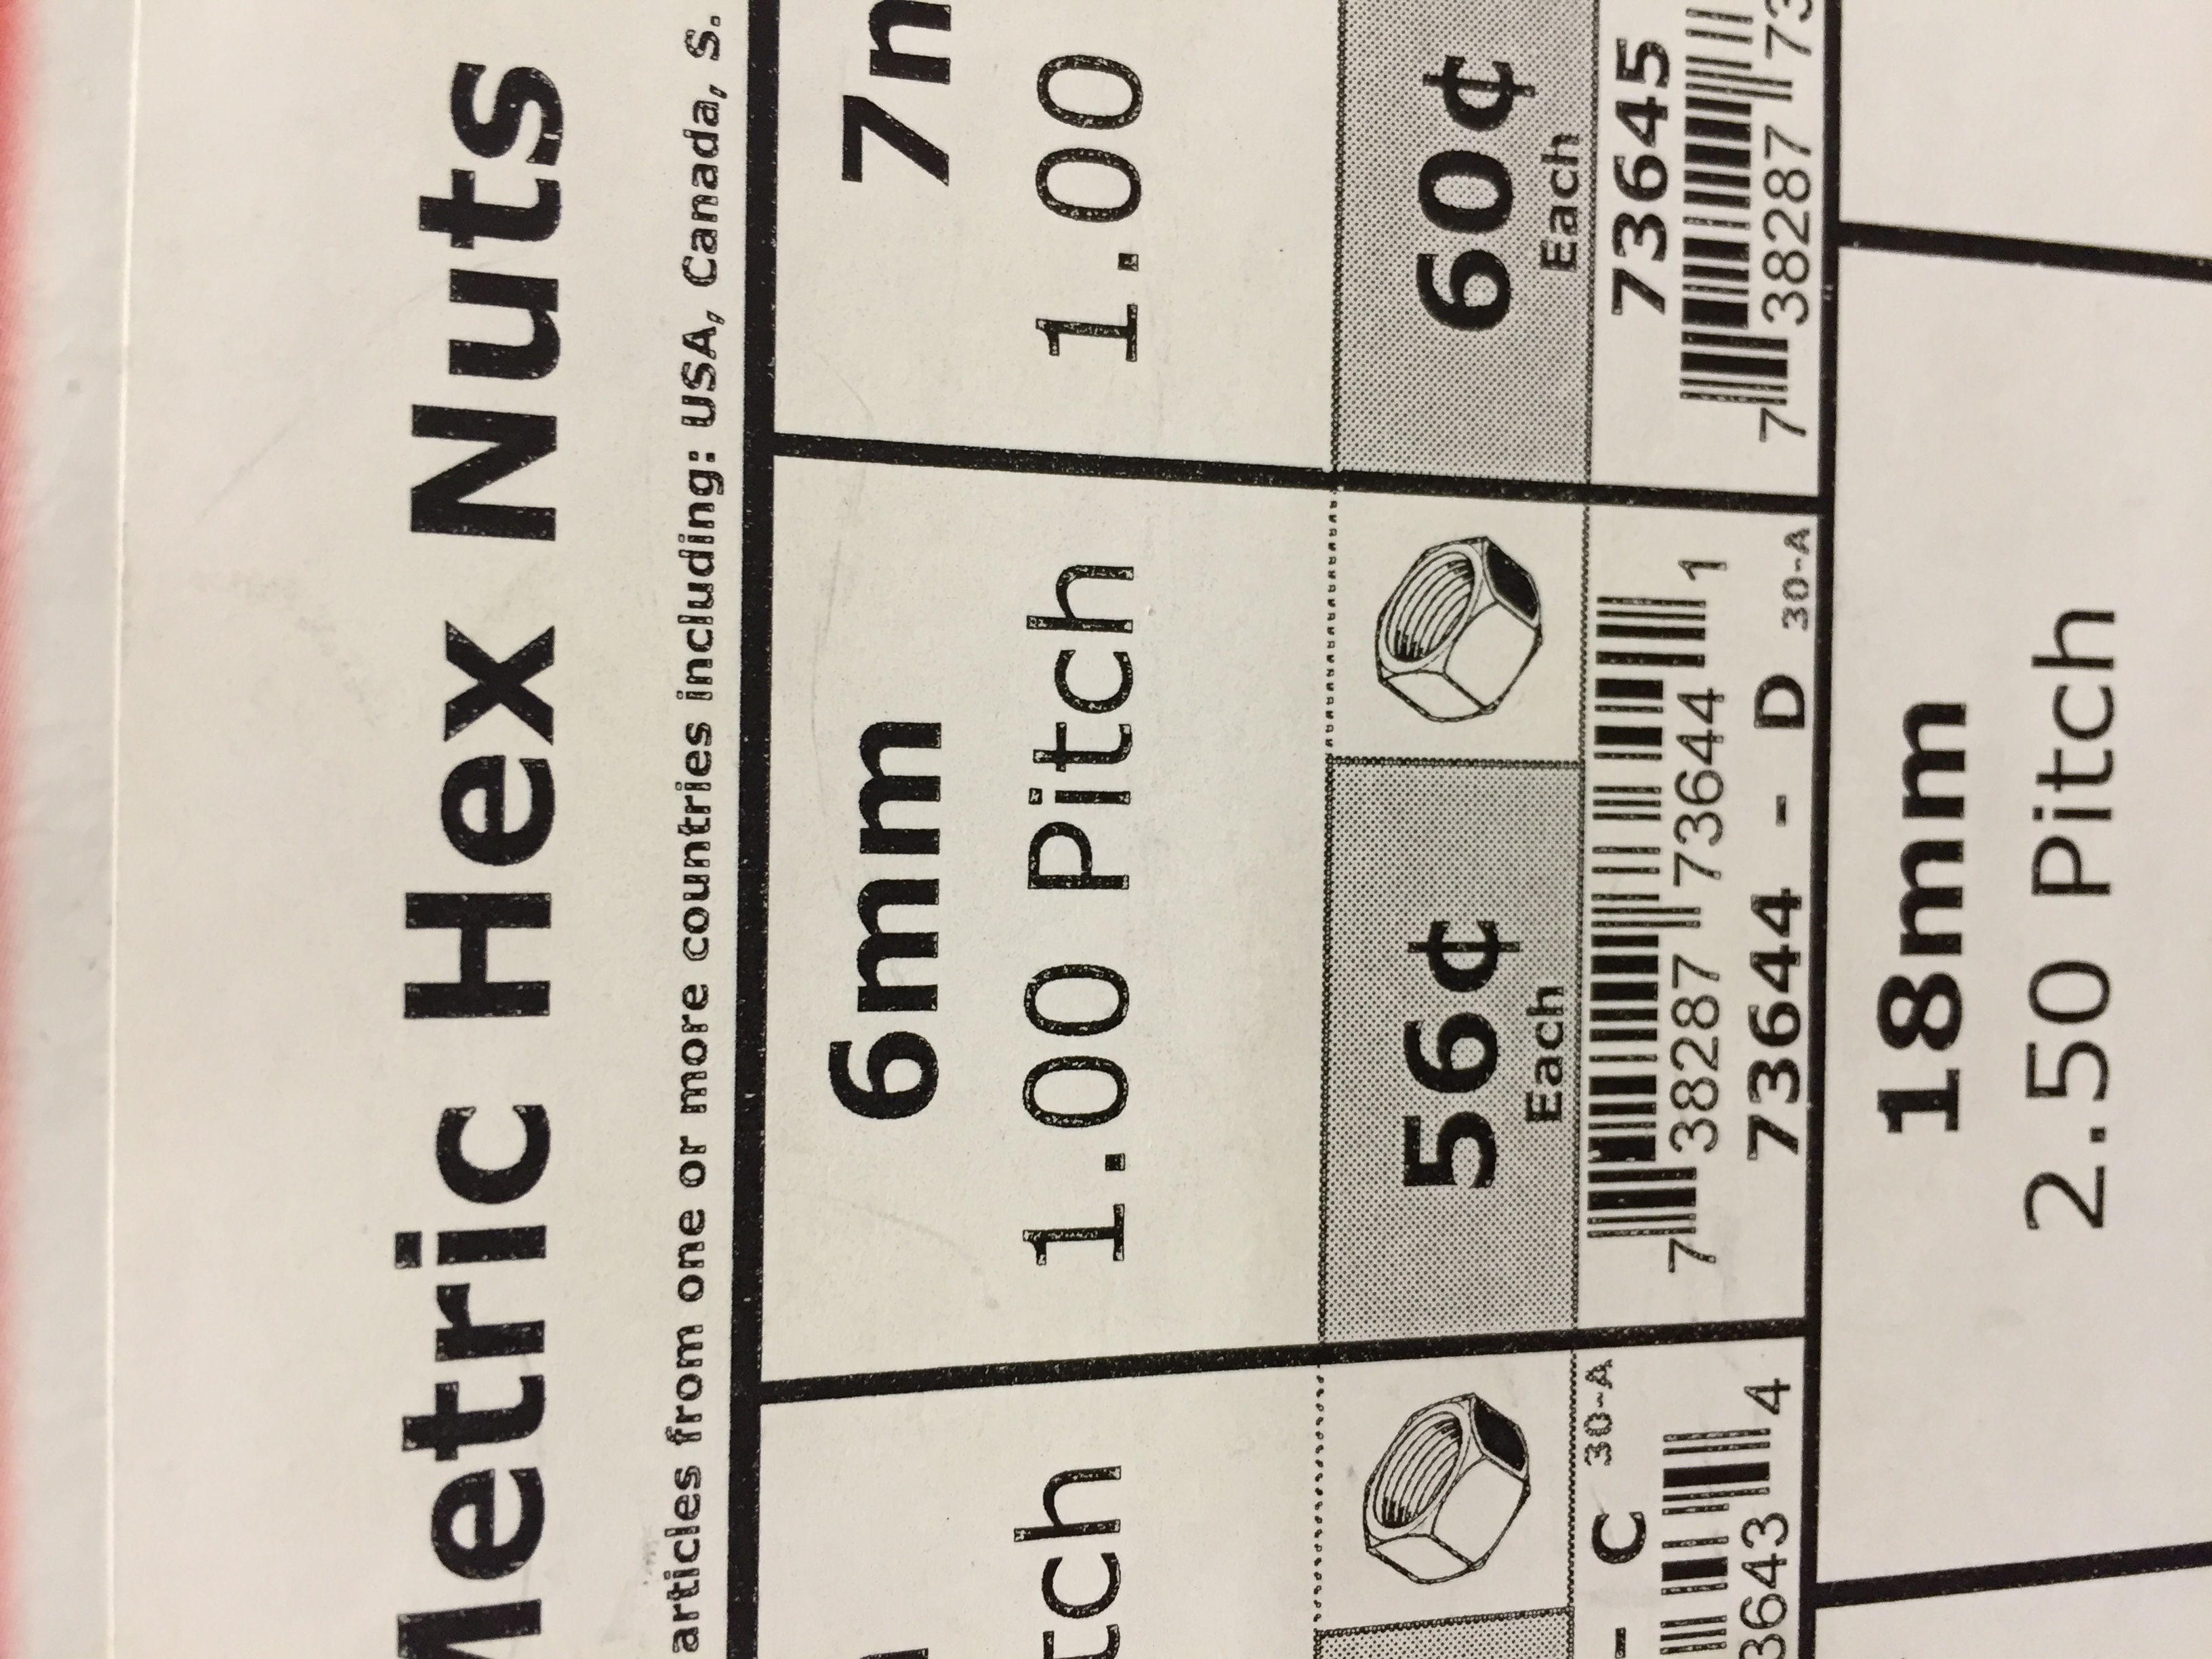 Metric Hex Nuts
articles from one or more countries including: USA, Canada, S.
tch
- C 30-A
3643 4
6mm
1.00 Pitch
56¢
Each
7 38287 73644 1
73644 - D 30-A
1.00
60¢
Each
73645
7 38287 73
18mm
2.50 Pitch